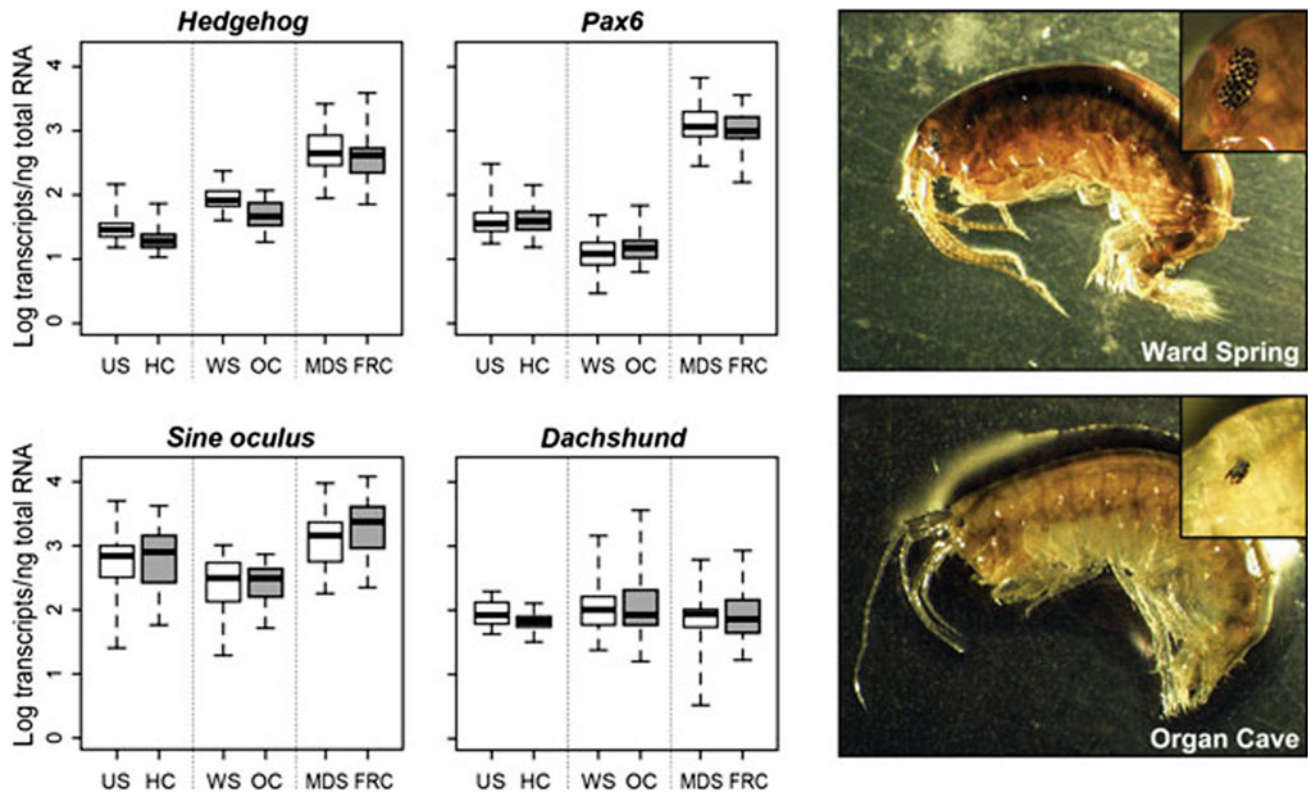 Hedgehog
Pax6
Log transcripts/ng total RNA
4
3
2
1
0
US HC WS OC MDS FRC
US HC WS OC MDS FRC
Ward Spring
Sine oculus
Dachshund
Log transcripts/ng total RNA
4
3
2
1
0
US HC WS OC MDS FRC
US HC WS OC MDS FRC
Organ Cave